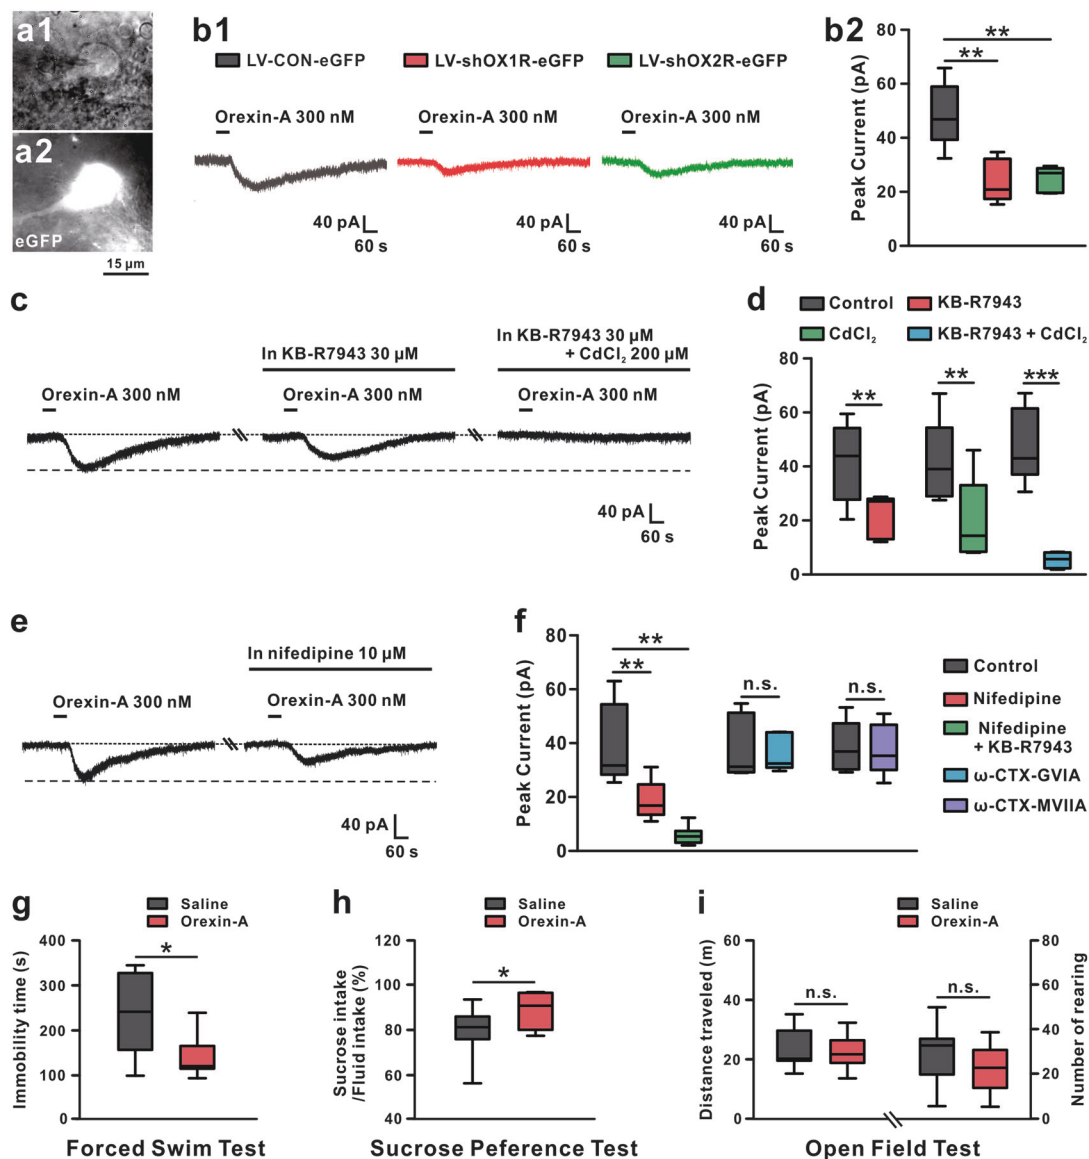 a1
a2
eGFP
15 µm
b1
LV-CON-eGFP
LV-shOX1R-eGFP
LV-shOX2R-eGFP
Orexin-A 300 nM
Orexin-A 300 nM
Orexin-A 300 nM
40 pA
60 s
40 pA
60 s
40 pA
60 s
b2
Peak Current (pA)
80
60
40
20
0
**
**
c
In KB-R7943 30 µM
In KB-R7943 30 µM
+ CdCl₂ 200 µM
Orexin-A 300 nM
Orexin-A 300 nM
Orexin-A 300 nM
40 pA
60 s
d
Control
KB-R7943
CdCl₂
KB-R7943 + CdCl₂
Peak Current (pA)
80
60
40
20
0
**
**
***
e
In nifedipine 10 µM
Orexin-A 300 nM
Orexin-A 300 nM
40 pA
60 s
f
Peak Current (pA)
80
60
40
20
0
**
**
n.s.
n.s.
Control
Nifedipine
Nifedipine
+ KB-R7943
ω-CTX-GVIA
ω-CTX-MVIIA
g
Saline
Orexin-A
Immobility time (s)
400
300
200
100
0
*
Forced Swim Test
h
Saline
Orexin-A
Sucrose intake
/Fluid intake (%)
120
100
80
60
40
*
Sucrose Peference Test
i
Saline
Orexin-A
Distance traveled (m)
60
40
20
0
n.s.
n.s.
80
60
40
20
0
Number of rearing
Open Field Test